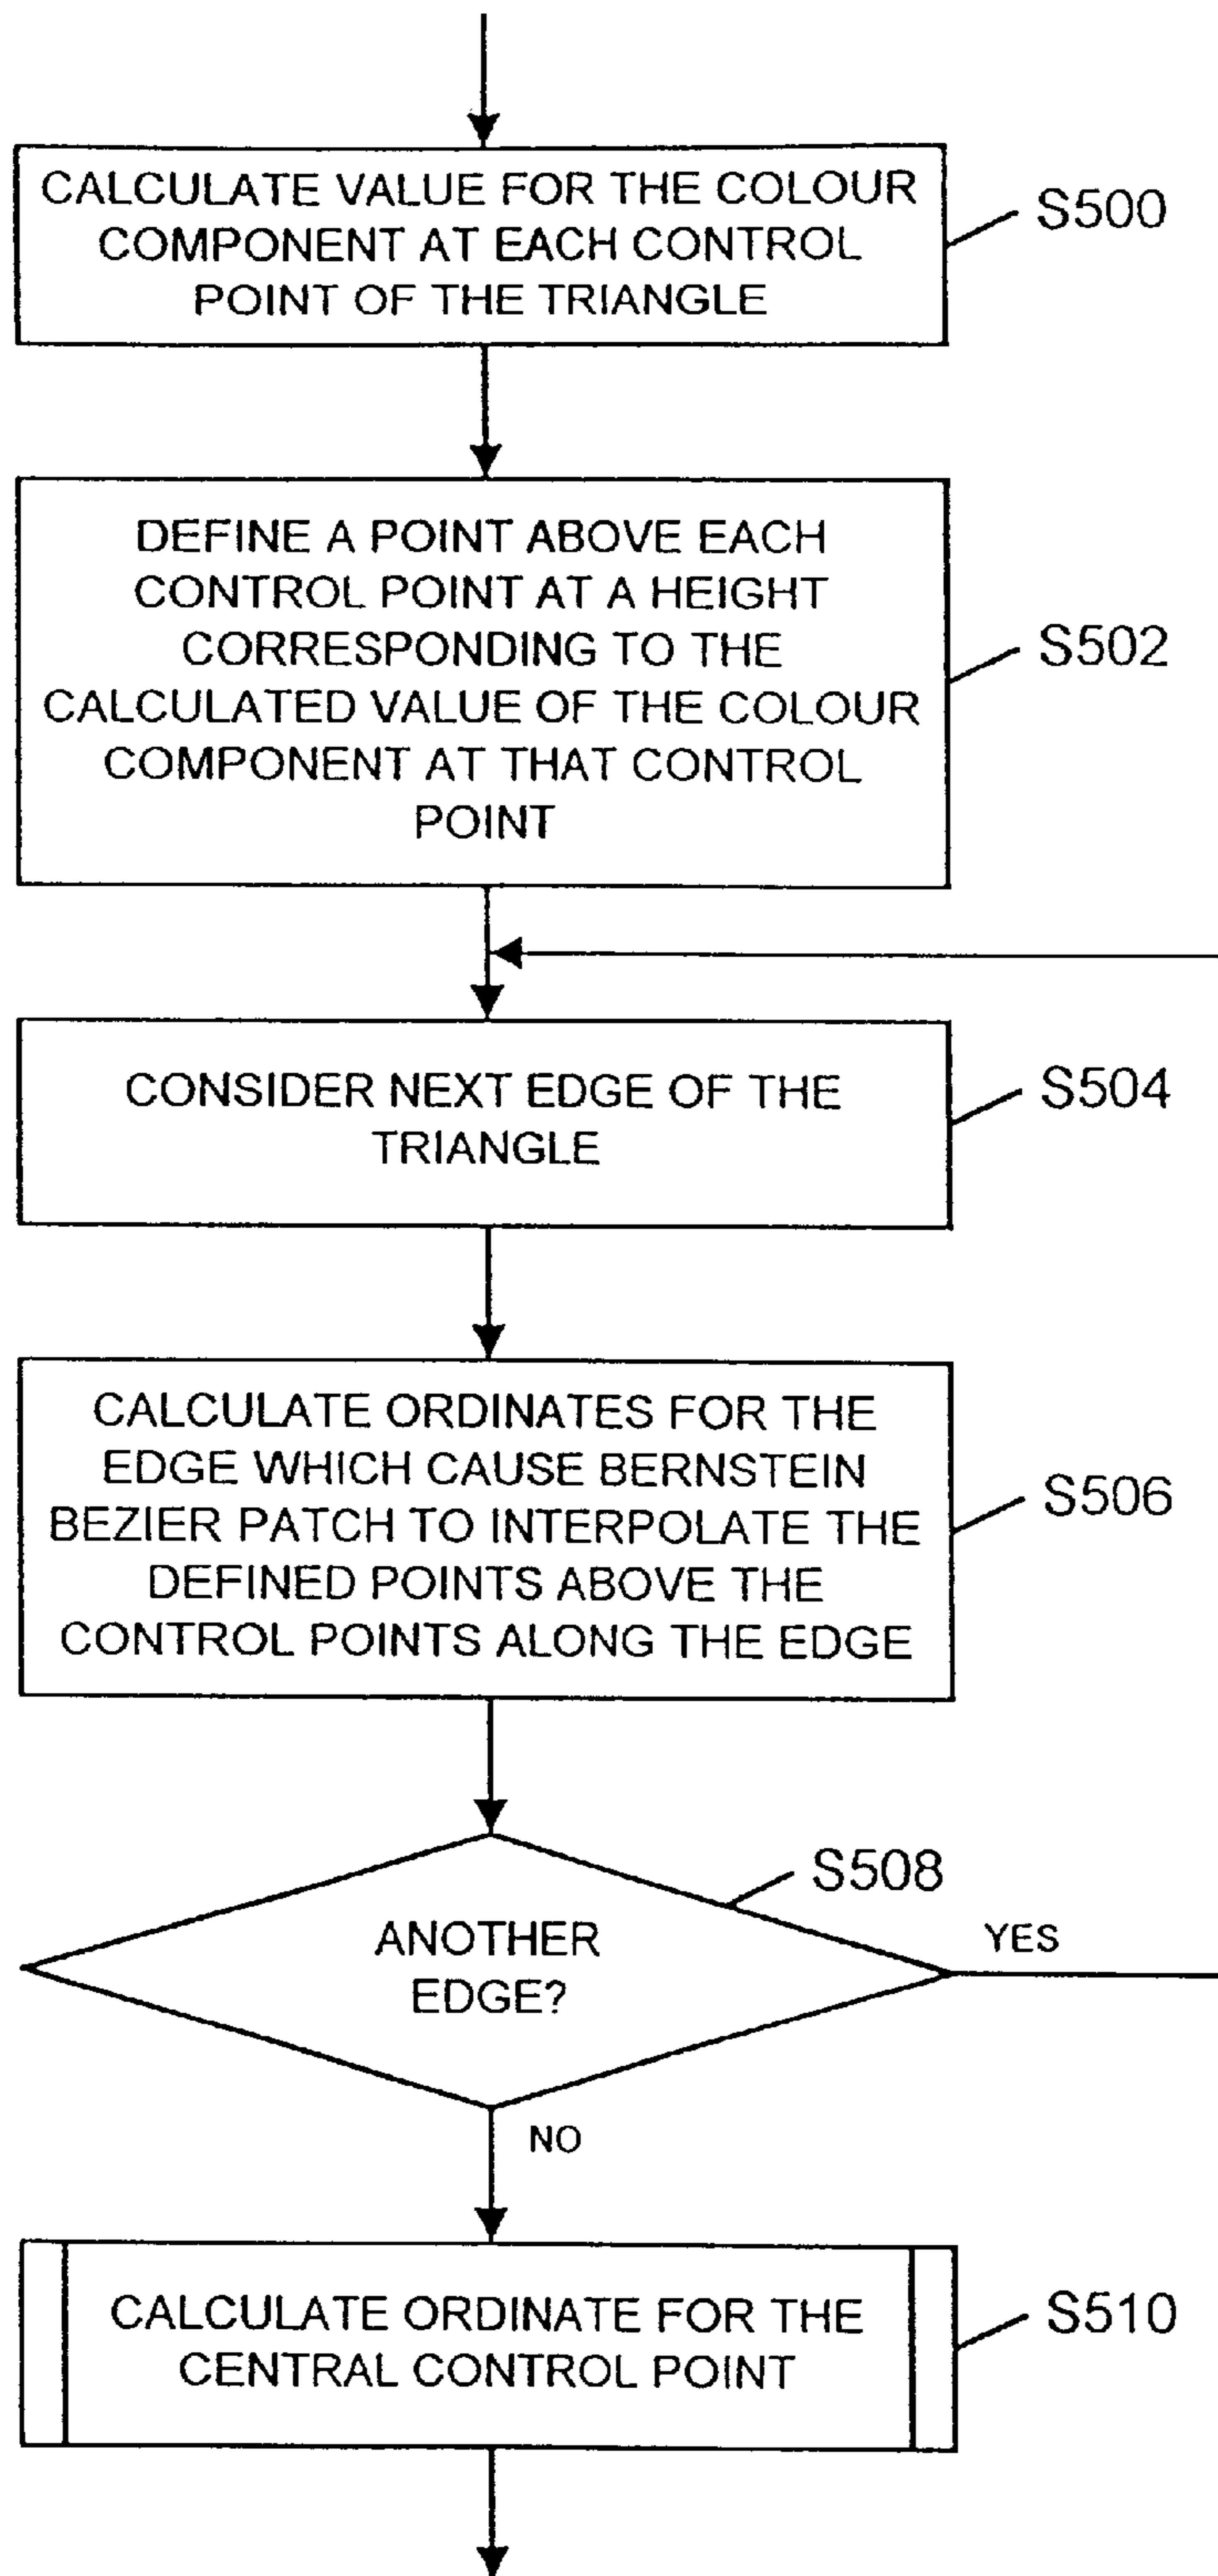 CALCULATE VALUE FOR THE COLOUR
COMPONENT AT EACH CONTROL
POINT OF THE TRIANGLE
S500
DEFINE A POINT ABOVE EACH
CONTROL POINT AT A HEIGHT
CORRESPONDING TO THE
CALCULATED VALUE OF THE COLOUR
COMPONENT AT THAT CONTROL
POINT
S502
CONSIDER NEXT EDGE OF THE
TRIANGLE
S504
CALCULATE ORDINATES FOR THE
EDGE WHICH CAUSE BERNSTEIN
BEZIER PATCH TO INTERPOLATE THE
DEFINED POINTS ABOVE THE
CONTROL POINTS ALONG THE EDGE
S506
S508
ANOTHER
EDGE?
YES
NO
CALCULATE ORDINATE FOR THE
CENTRAL CONTROL POINT
S510